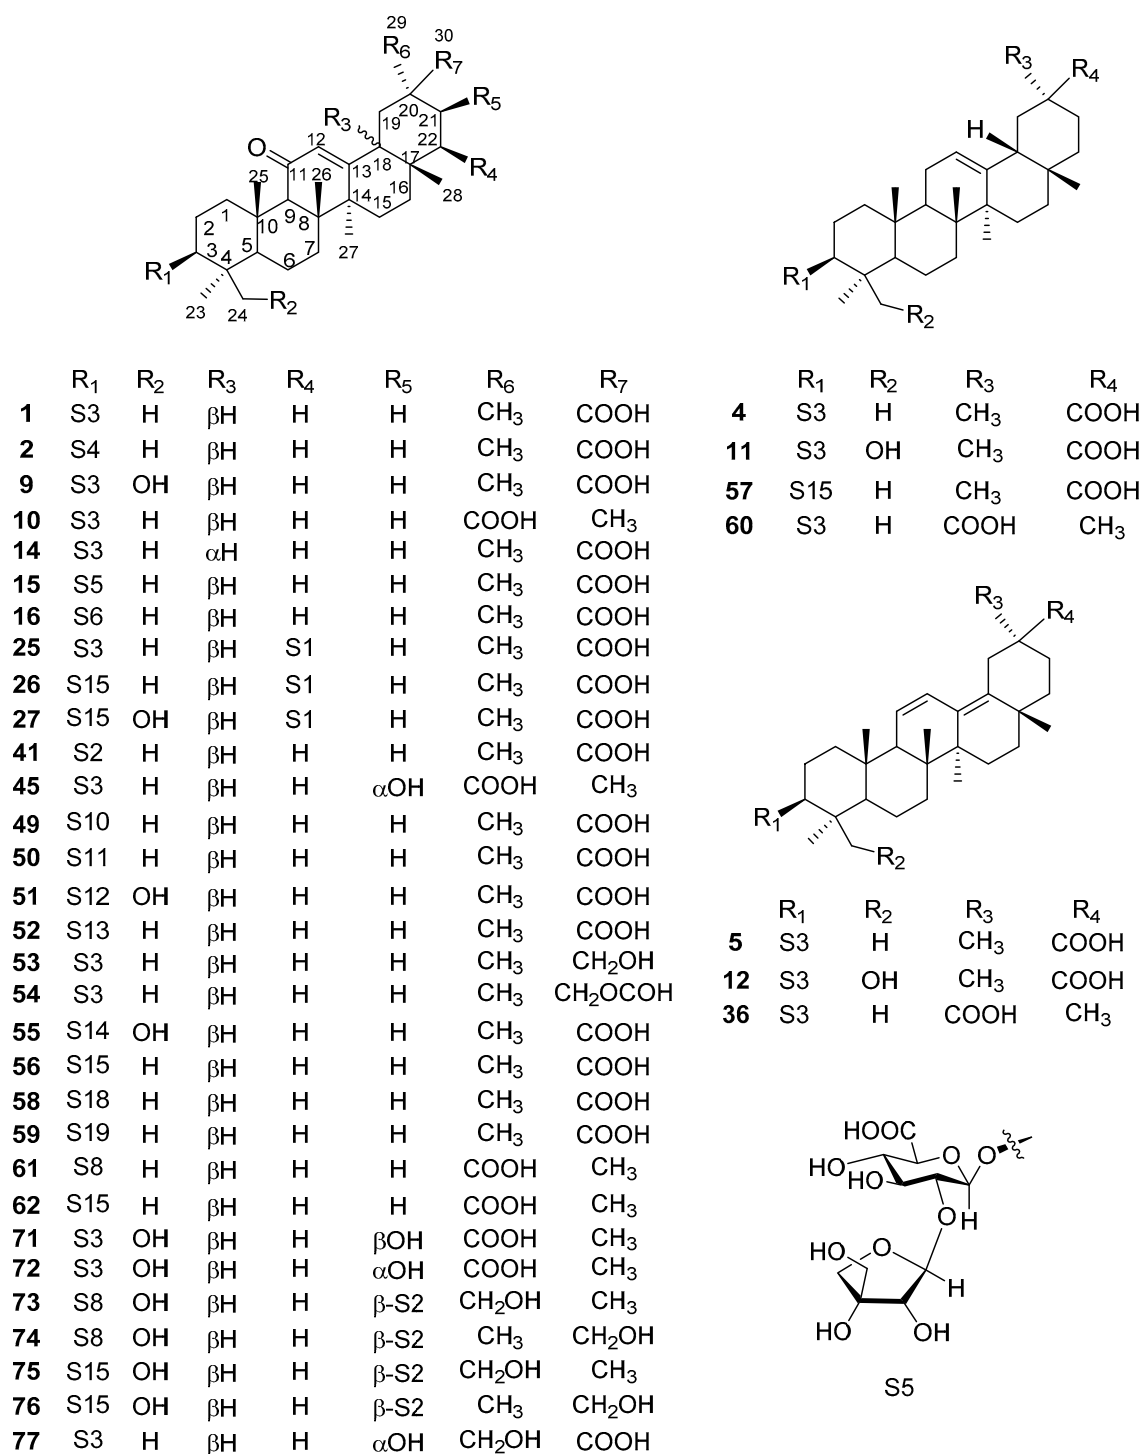 29
R6
30
R7
R5
R3
19
20
21
22
R4
O
12
18
17
28
11
13
16
25
26
14
15
1
9
8
27
2
10
3
5
7
R1
4
6
23
24
R2
R1 R2 R3 R4 R5 R6 R7
1 S3 H βH H H CH3 COOH
2 S4 H βH H H CH3 COOH
9 S3 OH βH H H CH3 COOH
10 S3 H βH H H COOH CH3
14 S3 H αH H H CH3 COOH
15 S5 H βH H H CH3 COOH
16 S6 H βH H H CH3 COOH
25 S3 H βH S1 H CH3 COOH
26 S15 H βH S1 H CH3 COOH
27 S15 OH βH S1 H CH3 COOH
41 S2 H βH H H CH3 COOH
45 S3 H βH H αOH COOH CH3
49 S10 H βH H H CH3 COOH
50 S11 H βH H H CH3 COOH
51 S12 OH βH H H CH3 COOH
52 S13 H βH H H CH3 COOH
53 S3 H βH H H CH3 CH2OH
54 S3 H βH H H CH3 CH2OCOH
55 S14 OH βH H H CH3 COOH
56 S15 H βH H H CH3 COOH
58 S18 H βH H H CH3 COOH
59 S19 H βH H H CH3 COOH
61 S8 H βH H H COOH CH3
62 S15 H βH H H COOH CH3
71 S3 OH βH H βOH COOH CH3
72 S3 OH βH H αOH COOH CH3
73 S8 OH βH H β-S2 CH2OH CH3
74 S8 OH βH H β-S2 CH3 CH2OH
75 S15 OH βH H β-S2 CH2OH CH3
76 S15 OH βH H β-S2 CH3 CH2OH
77 S3 H βH H αOH CH2OH COOH
R3
R4
H
R1
R2
R1 R2 R3 R4
4 S3 H CH3 COOH
11 S3 OH CH3 COOH
57 S15 H CH3 COOH
60 S3 H COOH CH3
R3
R4
R1
R2
R1 R2 R3 R4
5 S3 H CH3 COOH
12 S3 OH CH3 COOH
36 S3 H COOH CH3
HOOC
O
O
HO
HO
O
H
HO
O
H
HO
OH
S5